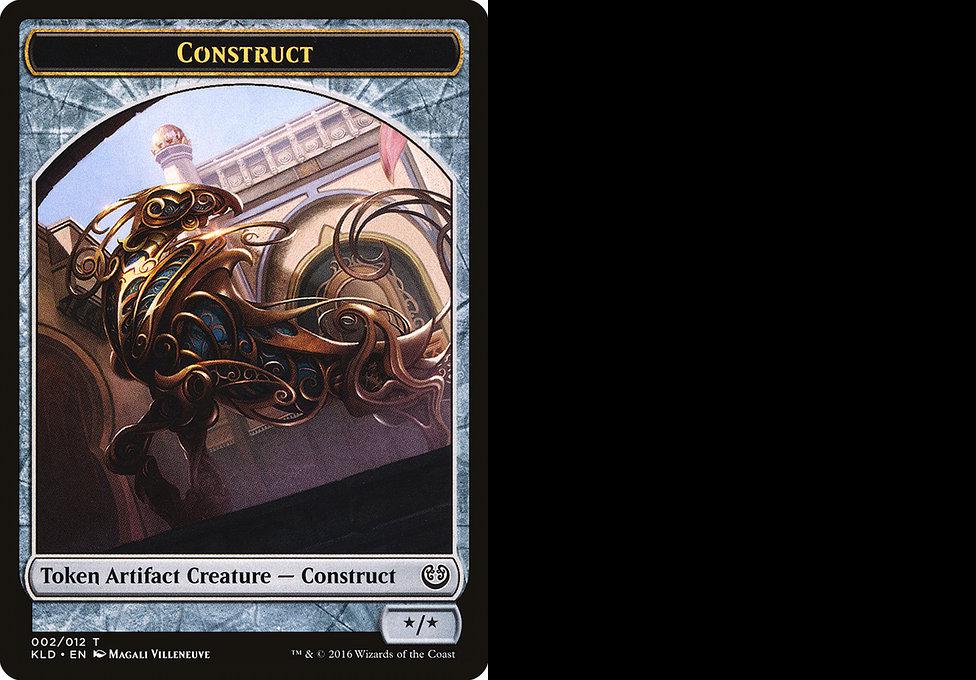 Construct
Token Artifact Creature — Construct
★/★
002/012 T
KLD • EN Magali Villeneuve
™ & © 2016 Wizards of the Coast